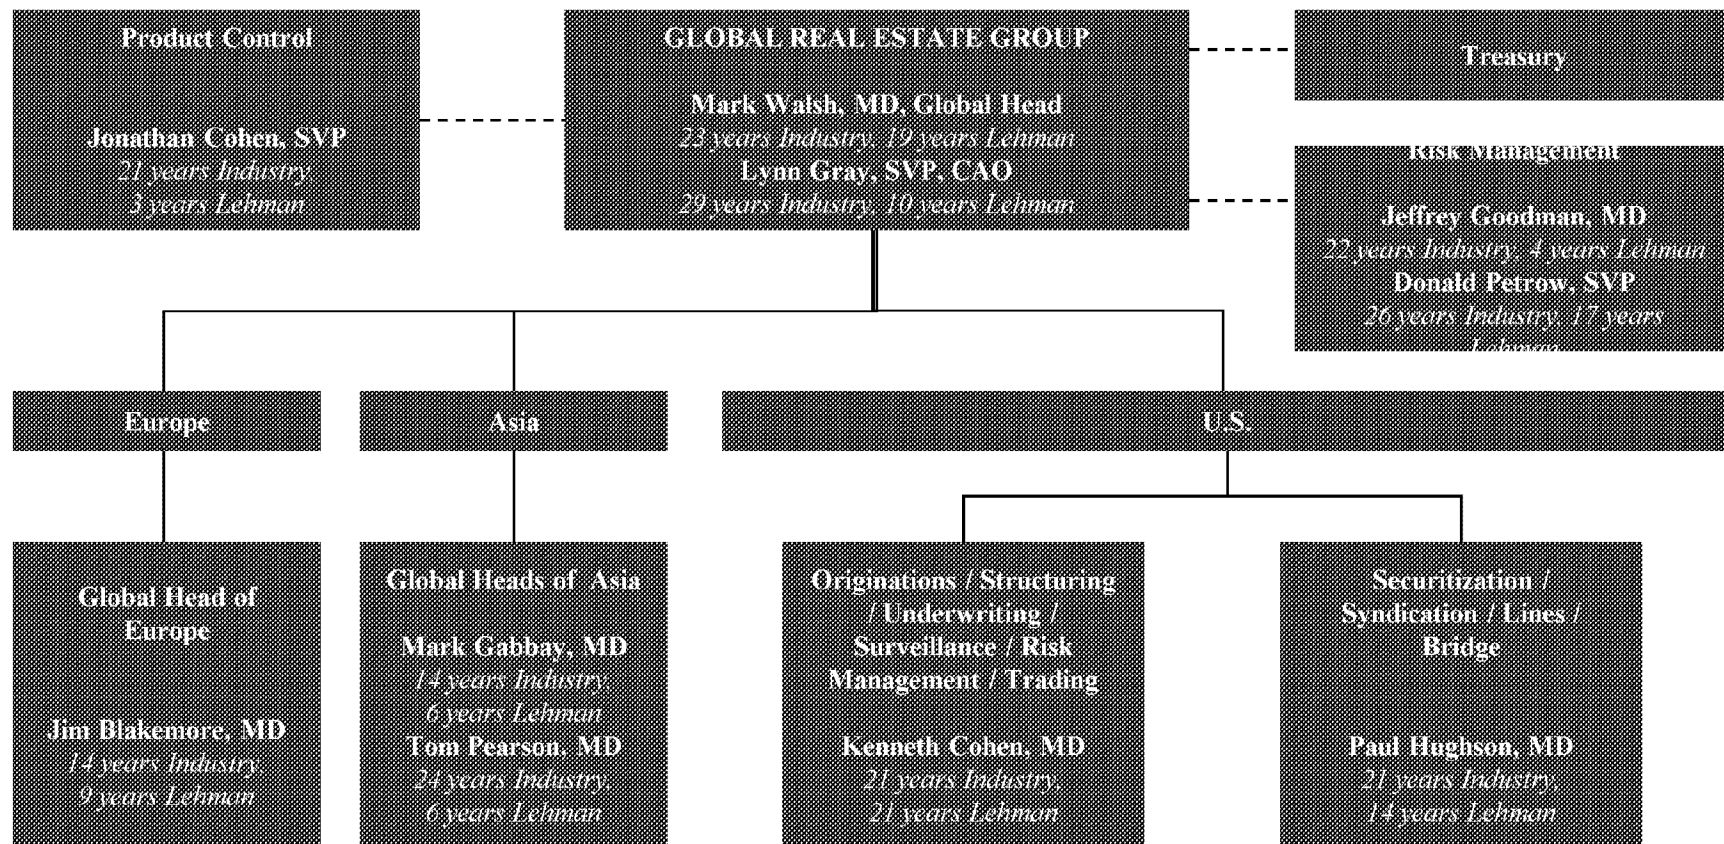 Product Control
Jonathan Cohen, SVP
21 years Industry,
3 years Lehman
GLOBAL REAL ESTATE GROUP
Mark Walsh, MD, Global Head
23 years Industry, 19 years Lehman
Lynn Gray, SVP, CAO
29 years Industry, 10 years Lehman
Treasury
Risk Management
Jeffrey Goodman, MD
22 years Industry, 4 years Lehman
Donald Petrow, SVP
26 years Industry, 17 years
Lehman
Europe
Asia
U.S.
Global Head of
Europe
Jim Blakemore, MD
14 years Industry,
9 years Lehman
Global Heads of Asia
Mark Gabbay, MD
14 years Industry,
6 years Lehman
Tom Pearson, MD
24 years Industry,
6 years Lehman
Originations / Structuring
/ Underwriting /
Surveillance / Risk
Management / Trading
Kenneth Cohen, MD
21 years Industry,
21 years Lehman
Securitization /
Syndication / Lines /
Bridge
Paul Hughson, MD
21 years Industry,
14 years Lehman